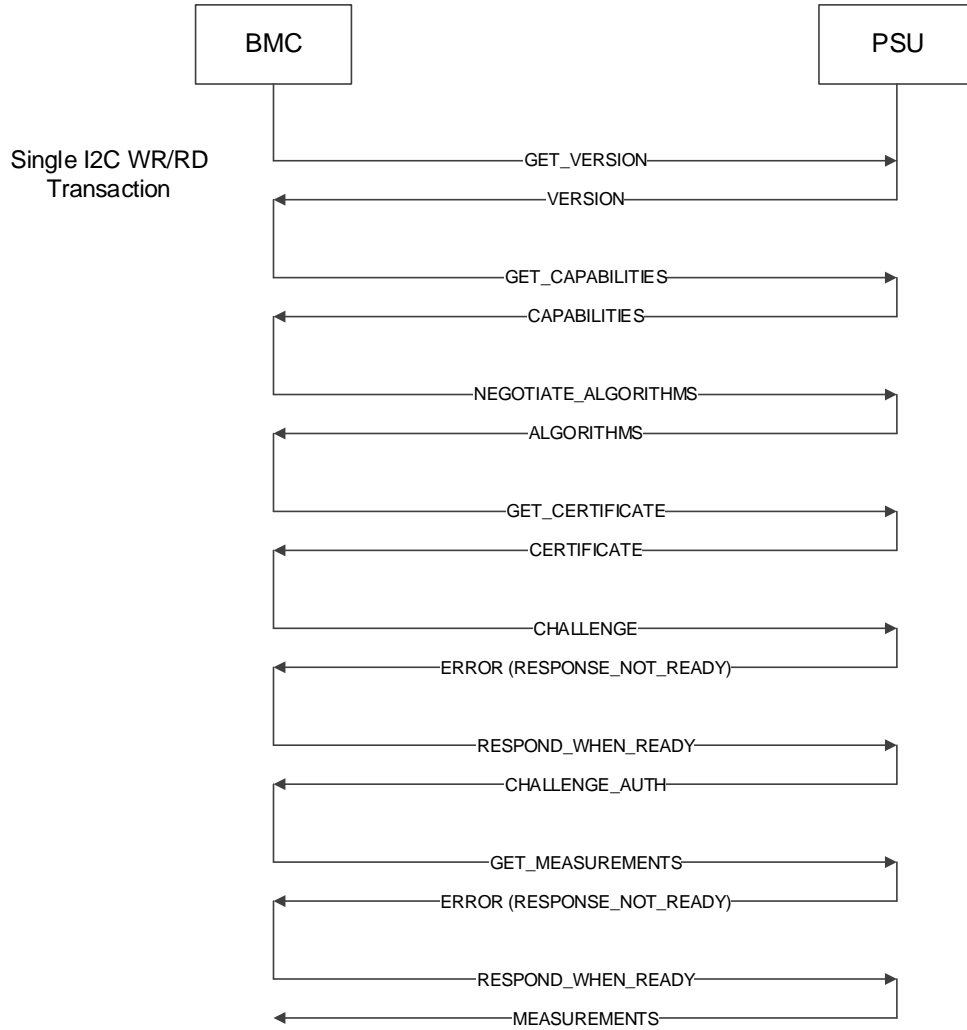 BMC
PSU
Single I2C WR/RD
Transaction
GET_VERSION
VERSION
GET_CAPABILITIES
CAPABILITIES
NEGOTIATE_ALGORITHMS
ALGORITHMS
GET_CERTIFICATE
CERTIFICATE
CHALLENGE
ERROR (RESPONSE_NOT_READY)
RESPOND_WHEN_READY
CHALLENGE_AUTH
GET_MEASUREMENTS
ERROR (RESPONSE_NOT_READY)
RESPOND_WHEN_READY
MEASUREMENTS